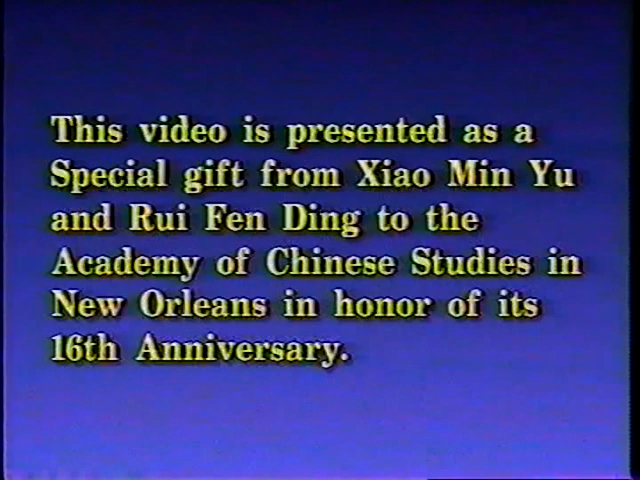 This video is presented as a
Special gift from Xiao Min Yu
and Rui Fen Ding to the
Academy of Chinese Studies in
New Orleans in honor of its
16th Anniversary.